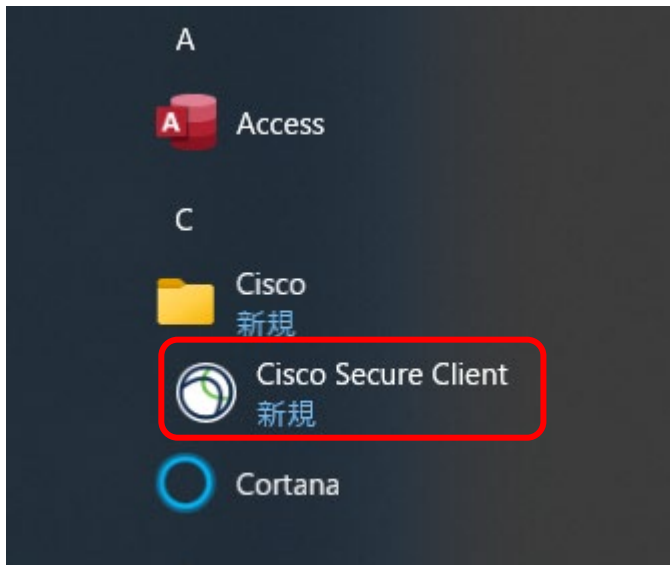 A
A
Access
C
Cisco
新規
Cisco Secure Client
新規
Cortana